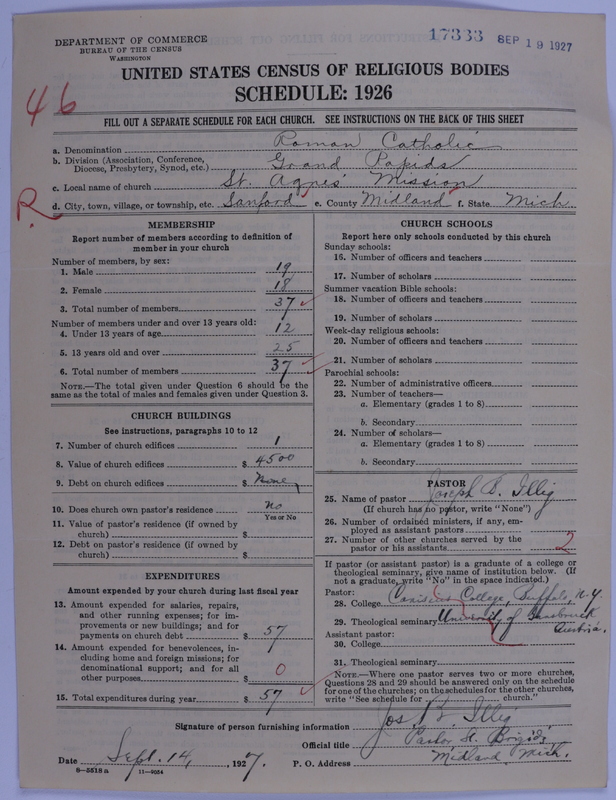 DEPARTMENT OF COMMERCE
BUREAU OF THE CENSUS
WASHINGTON
17333 SEP 19 1927
46
UNITED STATES CENSUS OF RELIGIOUS BODIES
SCHEDULE: 1926
FILL OUT A SEPARATE SCHEDULE FOR EACH CHURCH. SEE INSTRUCTIONS ON THE BACK OF THIS SHEET
a. Denomination Roman Catholic
b. Division (Association, Conference, Diocese, Presbytery, Synod, etc.) Grand Rapids
c. Local name of church St. Agnes' Mission
R
d. City, town, village, or township, etc. Sanford e. County Midland f. State Mich
MEMBERSHIP
Report number of members according to definition of
member in your church
Number of members, by sex:
1. Male 19
2. Female 18
3. Total number of members 37
Number of members under and over 13 years old:
4. Under 13 years of age 12
5. 13 years old and over 25
6. Total number of members 37
NOTE.—The total given under Question 6 should be the
same as the total of males and females given under Question 3.
CHURCH BUILDINGS
See instructions, paragraphs 10 to 12
7. Number of church edifices 1
8. Value of church edifices $ 4500
9. Debt on church edifices $ None
10. Does church own pastor's residence No
Yes or No
11. Value of pastor's residence (if owned by
church) $
12. Debt on pastor's residence (if owned by
church) $
EXPENDITURES
Amount expended by your church during last fiscal year
13. Amount expended for salaries, repairs,
and other running expenses; for im-
provements or new buildings; and for
payments on church debt $ 57
14. Amount expended for benevolences, in-
cluding home and foreign missions; for
denominational support; and for all
other purposes $ 0
15. Total expenditures during year $ 57
CHURCH SCHOOLS
Report here only schools conducted by this church
Sunday schools:
16. Number of officers and teachers
17. Number of scholars
Summer vacation Bible schools:
18. Number of officers and teachers
19. Number of scholars
Week-day religious schools:
20. Number of officers and teachers
21. Number of scholars
Parochial schools:
22. Number of administrative officers
23. Number of teachers—
a. Elementary (grades 1 to 8)
b. Secondary
24. Number of scholars—
a. Elementary (grades 1 to 8)
b. Secondary
PASTOR
25. Name of pastor Joseph B. Illig
(If church has no pastor, write "None")
26. Number of ordained ministers, if any, em-
ployed as assistant pastors
27. Number of other churches served by the
pastor or his assistants 2
If pastor (or assistant pastor) is a graduate of a college or
theological seminary, give name of institution below. (If
not a graduate, write "No" in the space indicated.)
Pastor:
28. College Canisius College, Buffalo, N.Y.
29. Theological seminary University of Innsbruck
Austria.
Assistant pastor:
30. College
31. Theological seminary
NOTE.—Where one pastor serves two or more churches,
Questions 28 and 29 should be answered only on the schedule
for one of the churches; on the schedules for the other churches,
write "See schedule for church."
Signature of person furnishing information Jos B. Illig
Official title Pastor St. Brigids
Date Sept. 14, 1927. P. O. Address Midland, Mich.
8—5518 a 11—9034